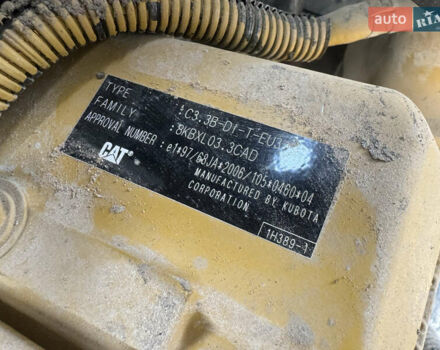 AUTO
RIA
TYPE : C3.3B-DI-T-EU3
FAMILY : 8KBXL03.3CAD
APPROVAL NUMBER : e1*97/68JA*2006/105*0460*04
CAT
MANUFACTURED BY KUBOTA
CORPORATION
1H389-1